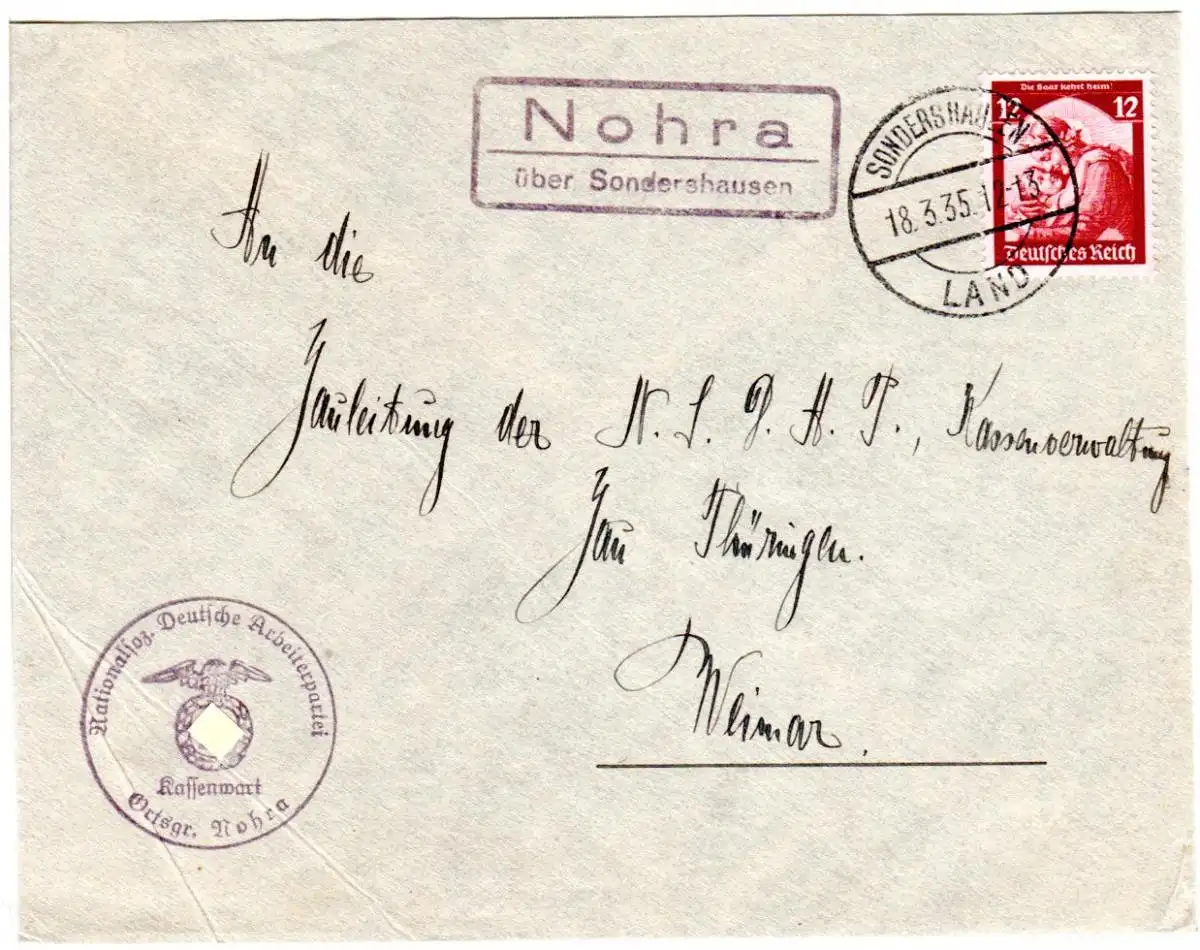 Nohra
über Sondershausen
SONDERSHAUSEN
18.3.35.12-13
LAND
Die Saar kehrt heim!
12 12
Deutsches Reich
An die
Gauleitung der N. S. D. A. P., Kassenverwaltung
Gau Thüringen.
Weimar.
Nationalsoz. Deutsche Arbeiterpartei
Kassenwart
Ortsgr. Nohra